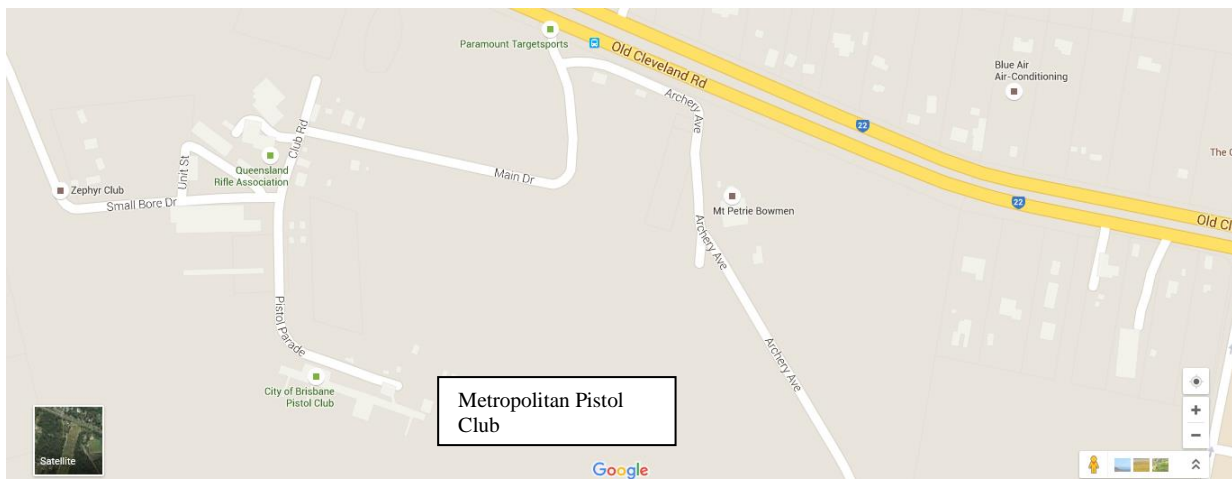 Paramount Targetsports
Old Cleveland Rd
Blue Air
Air-Conditioning
Archery Ave
22
Club Rd
Unit St
Queensland
Rifle Association
Main Dr
The
Zephyr Club
Small Bore Dr
Mt Petrie Bowmen
22
Old
Archery Ave
Pistol Parade
Archery Ave
City of Brisbane
Pistol Club
Metropolitan Pistol
Club
Satellite
Google